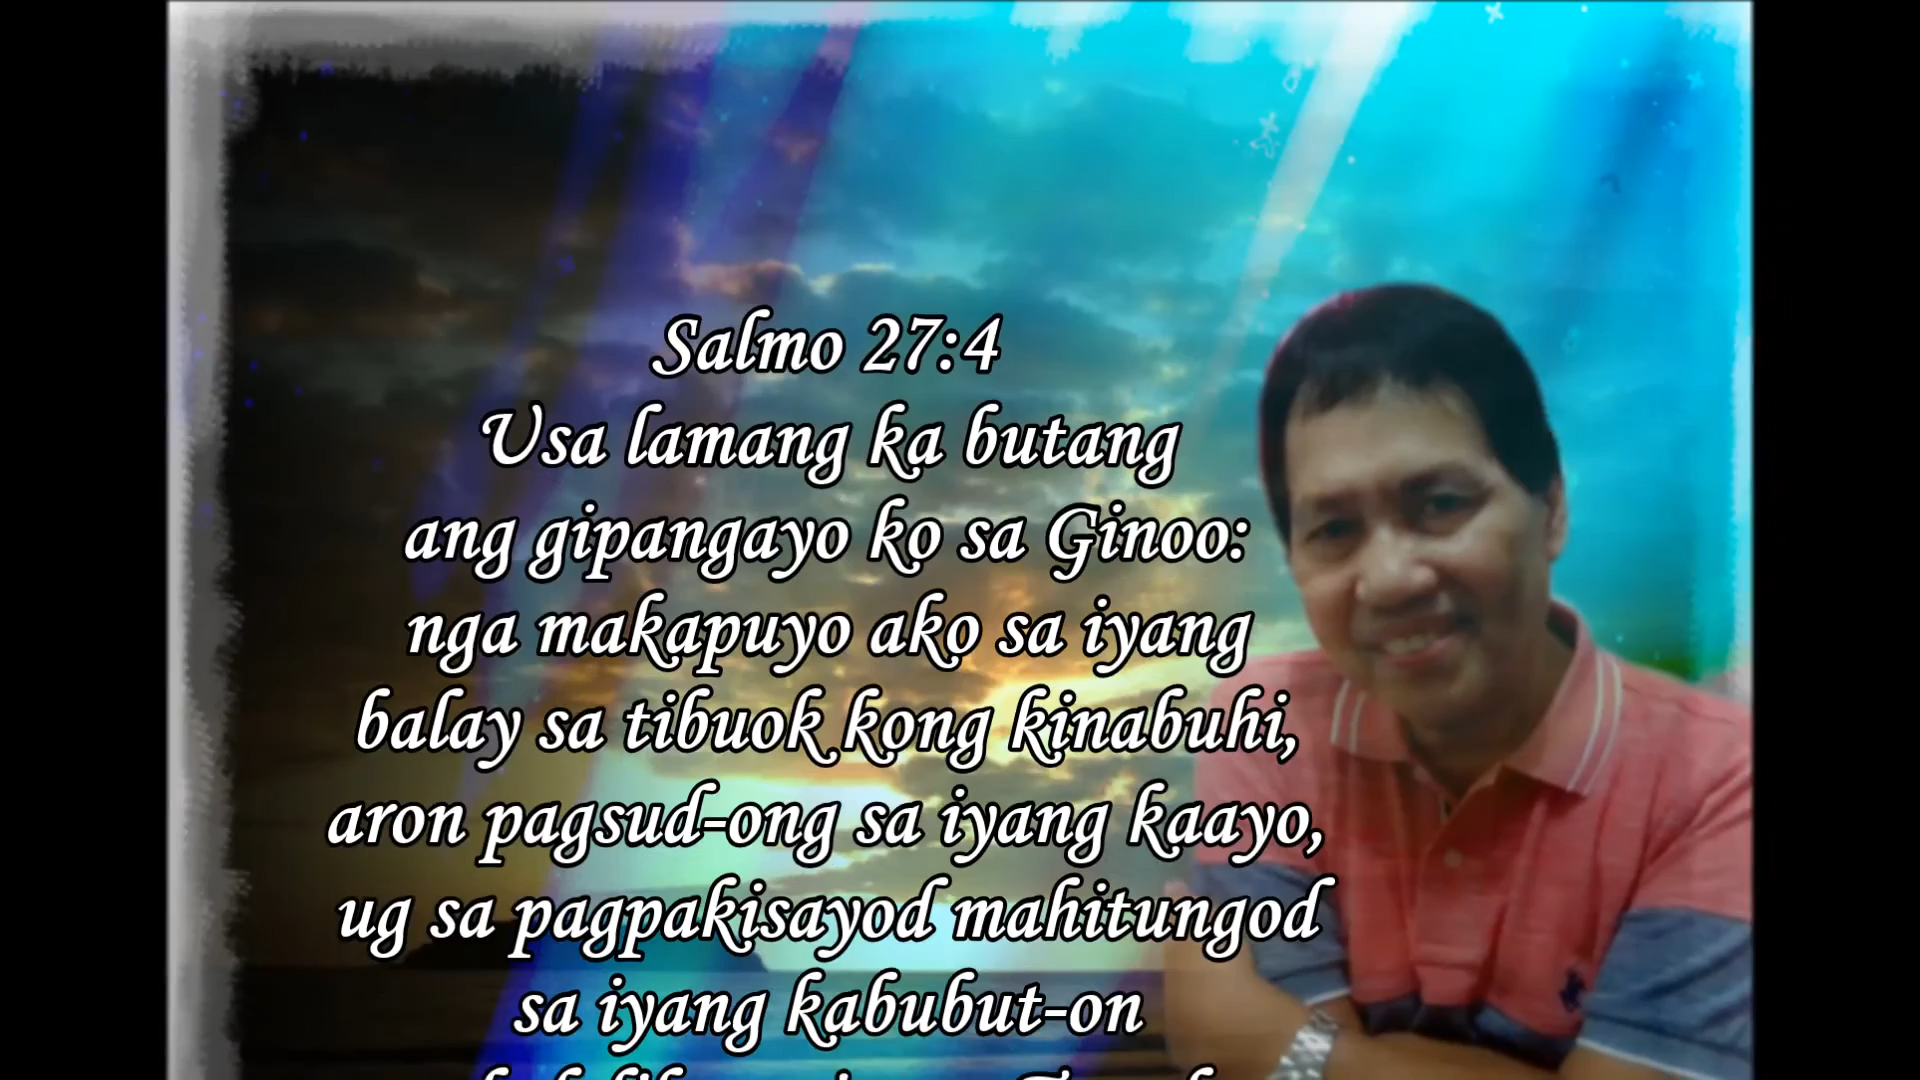 Salmo 27:4
Usa lamang ka butang
ang gipangayo ko sa Ginoo:
nga makapuyo ako sa iyang
balay sa tibuok kong kinabuhi,
aron pagsud-ong sa iyang kaayo,
ug sa pagpakisayod mahitungod
sa iyang kabubut-on